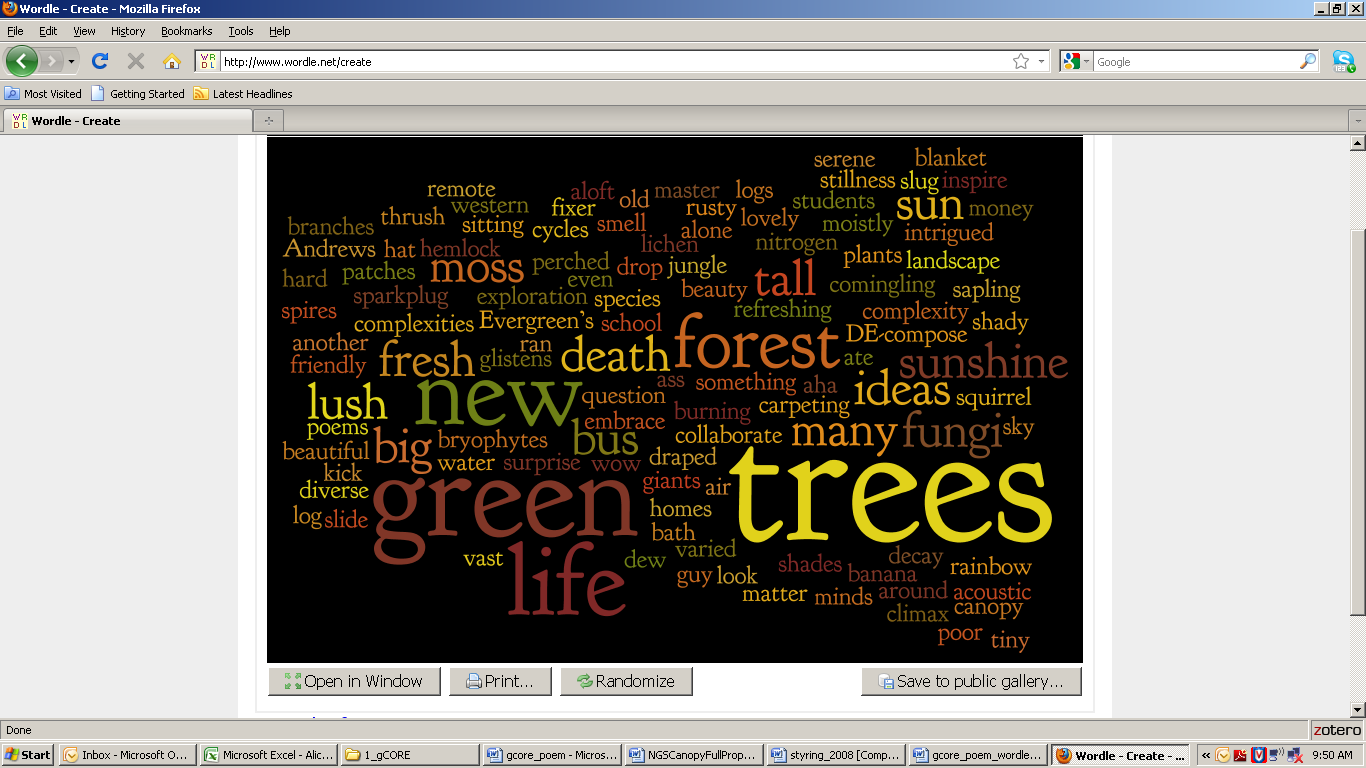 Wordle - Create - Mozilla Firefox
File Edit View History Bookmarks Tools Help
http://www.wordle.net/create
Google
Most Visited Getting Started Latest Headlines
Wordle - Create
serene blanket
remote aloft old master logs stillness slug inspire
western fixer rusty students sun money
branches thrush sitting cycles smell alone lovely moistly intrigued
Andrews hat hemlock lichen nitrogen plants landscape
hard patches moss perched even drop jungle tall comingling sapling
spires sparkplug exploration species beauty refreshing complexity
complexities Evergreen's school forest DE-compose shady
another ran
friendly fresh glistens death ate sunshine
lush new question ass something aha ideas squirrel
poems embrace burning carpeting
beautiful big bryophytes bus collaborate many fungi sky
kick water surprise wow draped trees
diverse green giants air
log slide homes
bath
vast life dew varied shades decay rainbow
guy look banana
matter minds around acoustic
climax canopy
poor tiny
Open in Window Print... Randomize Save to public gallery...
Done zotero
Start Inbox - Microsoft O... Microsoft Excel - Alic... 1_gCORE gcore_poem - Micros... NGSCanopyFullProp... styring_2008 [Comp... gcore_poem_wordle... Wordle - Create - ... « 9:50 AM